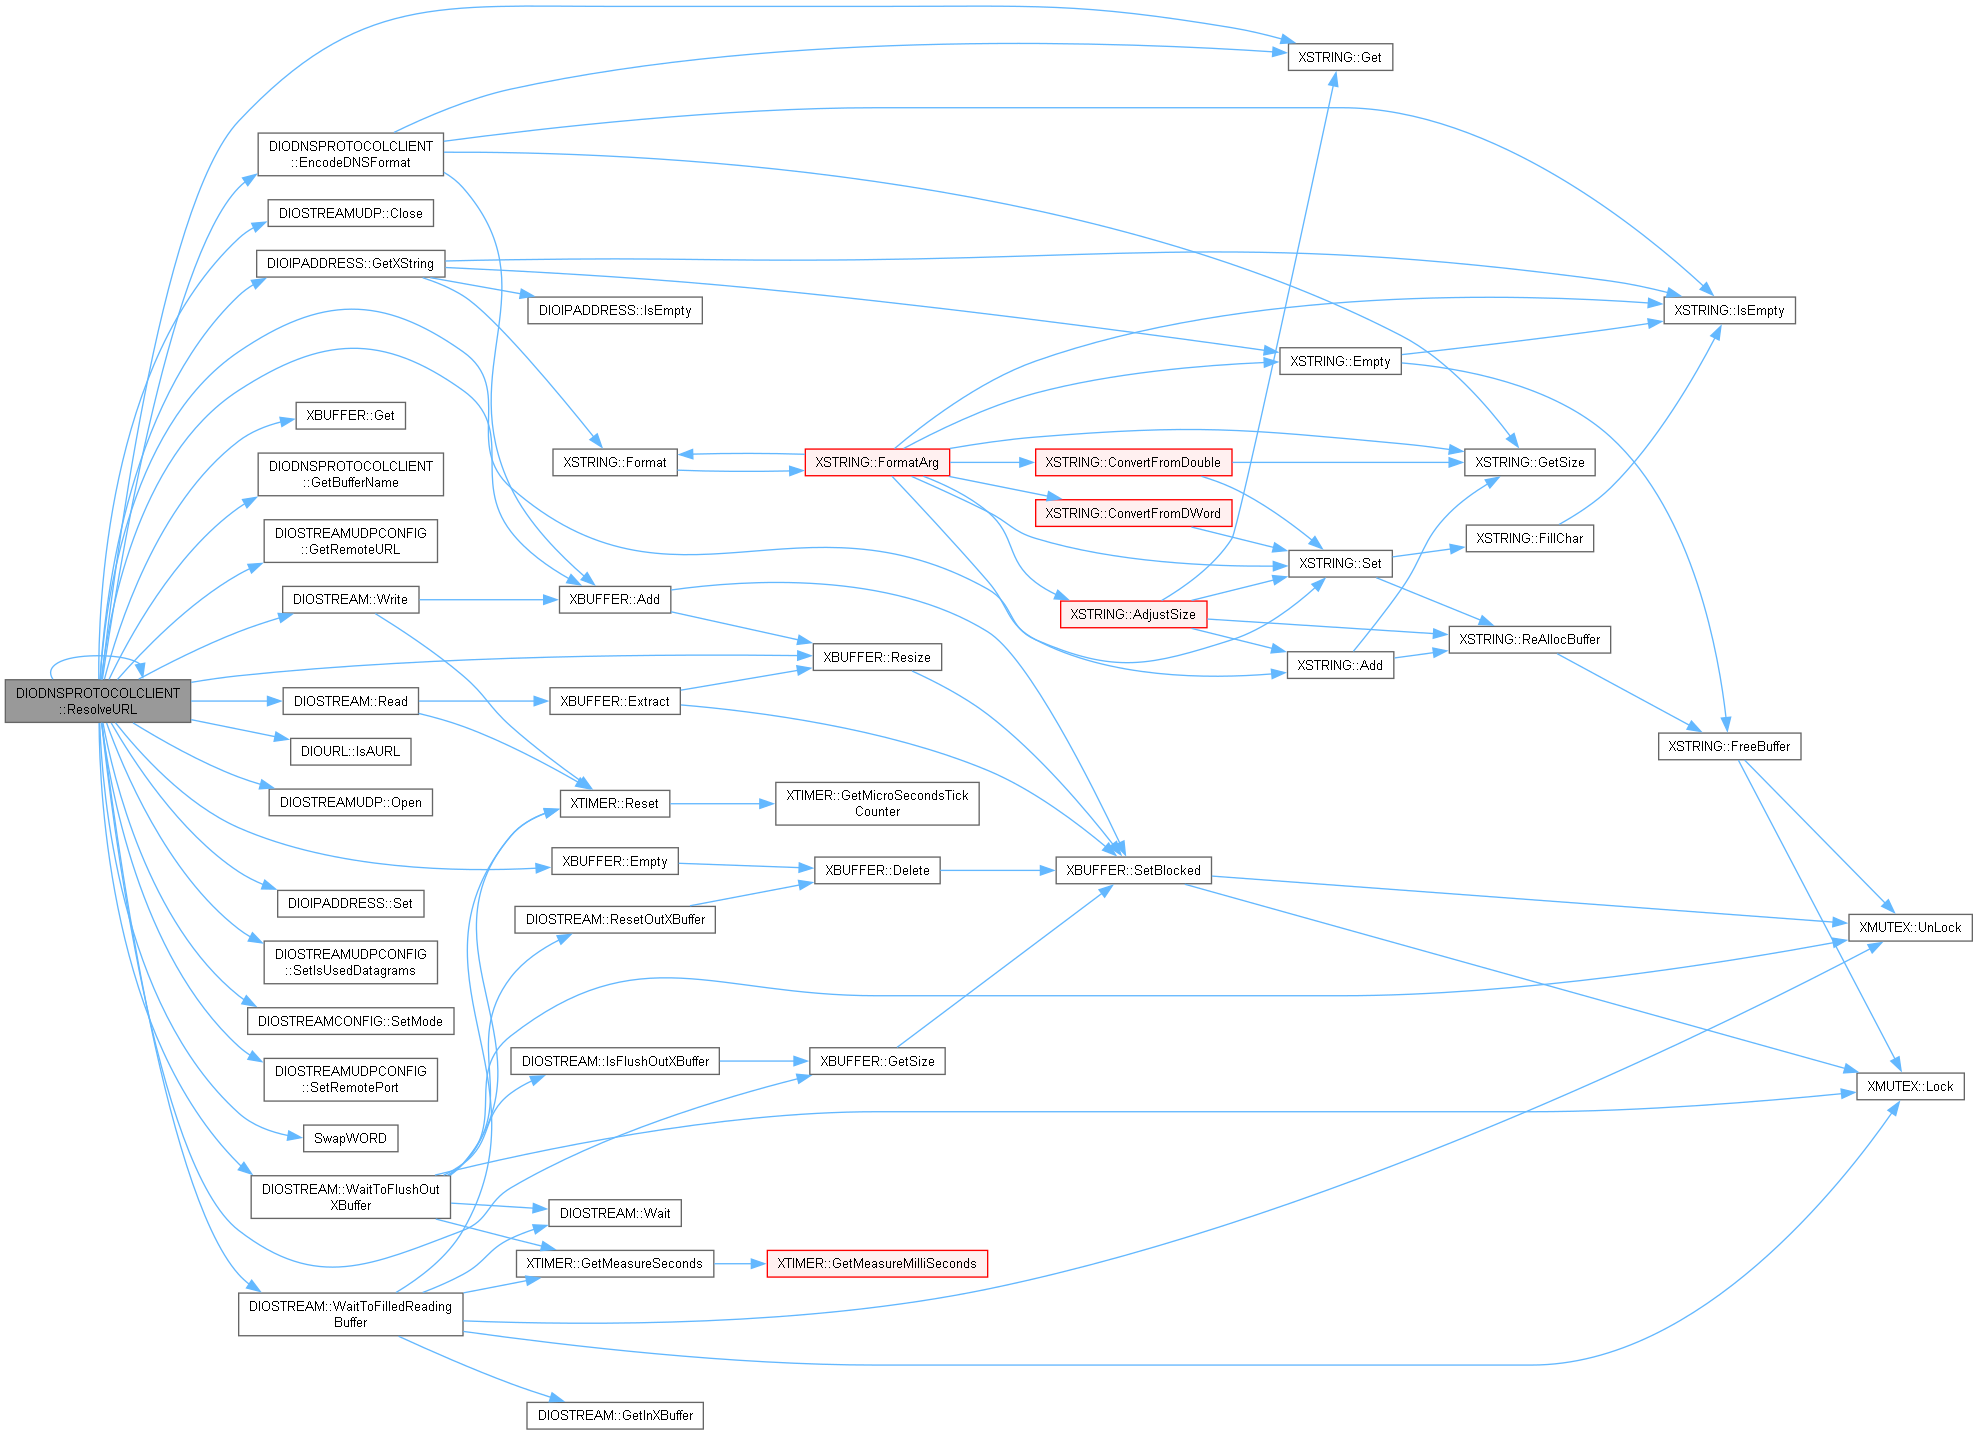 XSTRING::Get
DIODNSPROTOCOLCLIENT
::EncodeDNSFormat
DIOSTREAMUDP::Close
DIOIPADDRESS::GetXString
DIOIPADDRESS::IsEmpty
XSTRING::IsEmpty
XSTRING::Empty
XBUFFER::Get
XSTRING::Format
XSTRING::FormatArg
XSTRING::ConvertFromDouble
XSTRING::GetSize
DIODNSPROTOCOLCLIENT
::GetBufferName
XSTRING::ConvertFromDWord
DIOSTREAMUDPCONFIG
::GetRemoteURL
XSTRING::FillChar
XSTRING::Set
DIOSTREAM::Write
XBUFFER::Add
XSTRING::AdjustSize
XSTRING::ReAllocBuffer
XBUFFER::Resize
XSTRING::Add
DIODNSPROTOCOLCLIENT
::ResolveURL
DIOSTREAM::Read
XBUFFER::Extract
DIOURL::IsAURL
XSTRING::FreeBuffer
DIOSTREAMUDP::Open
XTIMER::Reset
XTIMER::GetMicroSecondsTick
Counter
XBUFFER::Empty
XBUFFER::Delete
XBUFFER::SetBlocked
DIOIPADDRESS::Set
DIOSTREAM::ResetOutXBuffer
XMUTEX::UnLock
DIOSTREAMUDPCONFIG
::SetIsUsedDatagrams
DIOSTREAMCONFIG::SetMode
DIOSTREAM::IsFlushOutXBuffer
XBUFFER::GetSize
DIOSTREAMUDPCONFIG
::SetRemotePort
XMUTEX::Lock
SwapWORD
DIOSTREAM::WaitToFlushOut
XBuffer
DIOSTREAM::Wait
XTIMER::GetMeasureSeconds
XTIMER::GetMeasureMilliSeconds
DIOSTREAM::WaitToFilledReading
Buffer
DIOSTREAM::GetInXBuffer